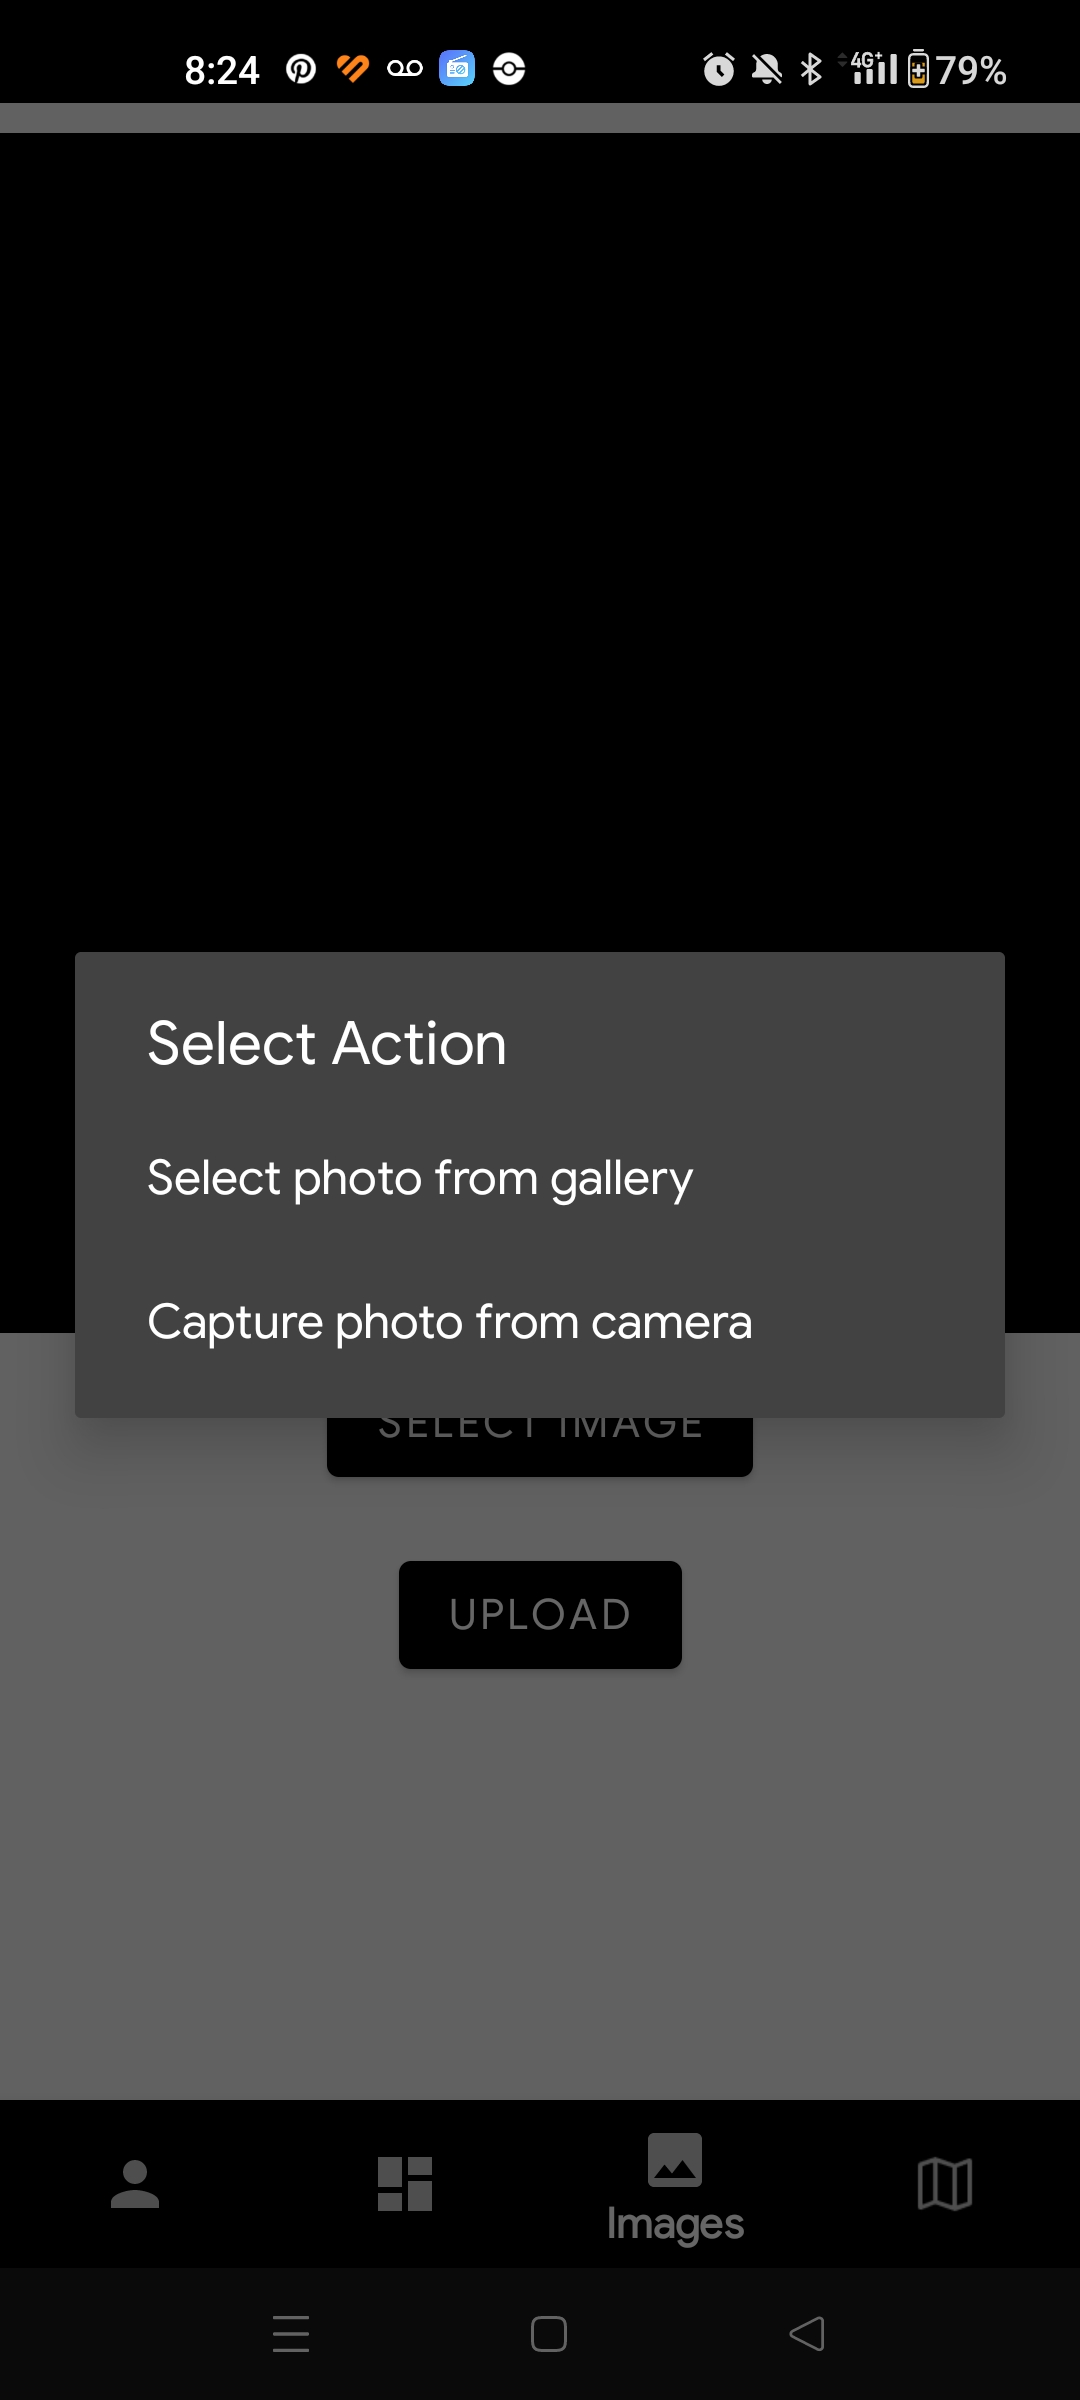 8:24 4G+ 79%
Select Action
Select photo from gallery
Capture photo from camera
SELECT IMAGE
UPLOAD
Images